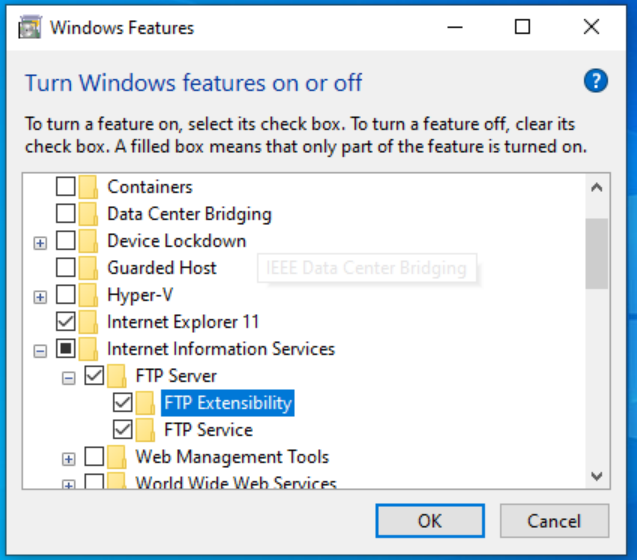 Windows Features
Turn Windows features on or off
To turn a feature on, select its check box. To turn a feature off, clear its
check box. A filled box means that only part of the feature is turned on.
Containers
Data Center Bridging
Device Lockdown
Guarded Host
IEEE Data Center Bridging
Hyper-V
Internet Explorer 11
Internet Information Services
FTP Server
FTP Extensibility
FTP Service
Web Management Tools
World Wide Web Services
OK
Cancel